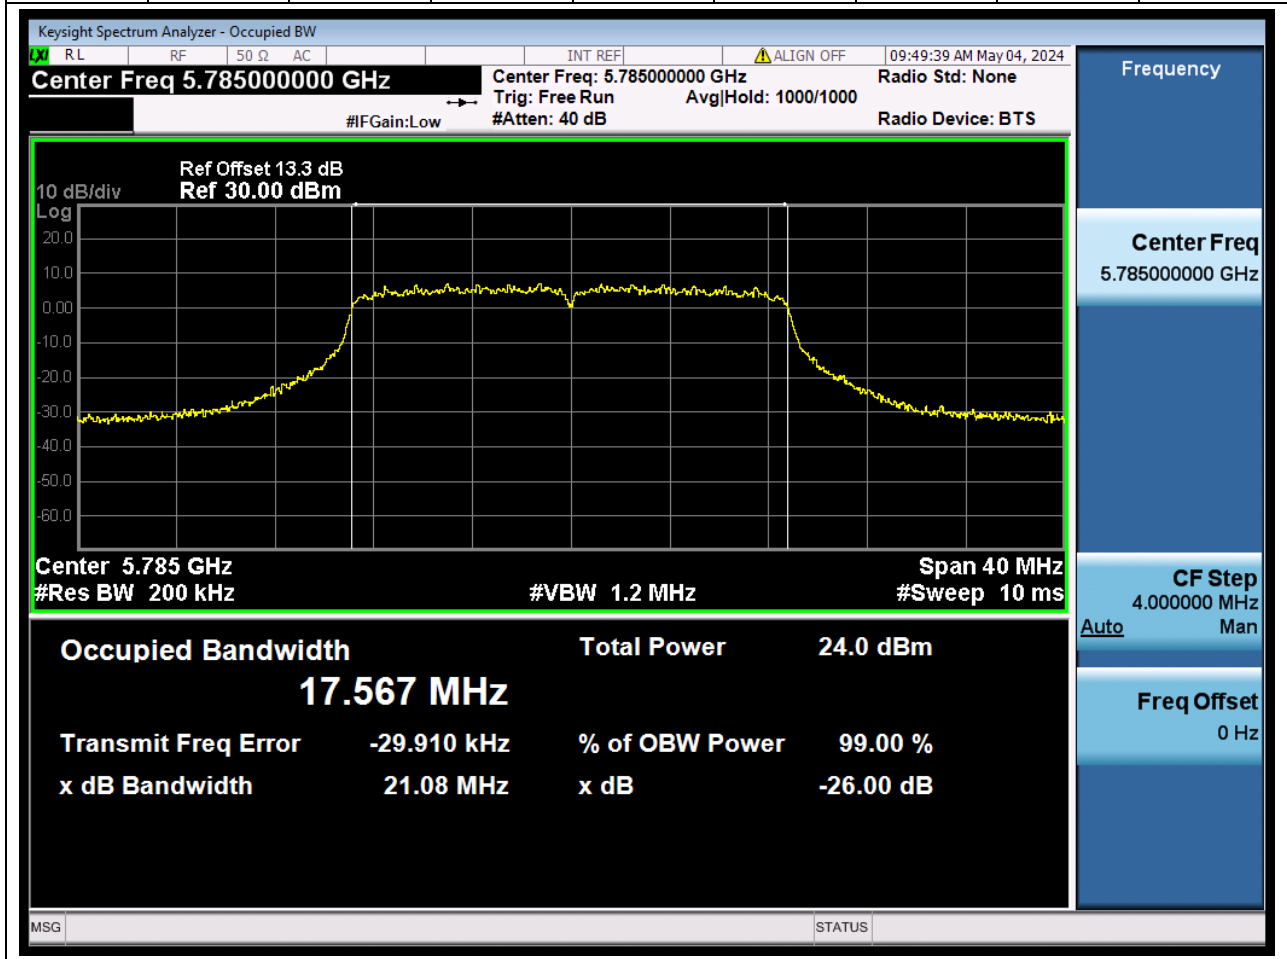 Keysight Spectrum Analyzer - Occupied BW
LXI RL RF 50 Ω AC INT REF ALIGN OFF 09:49:39 AM May 04, 2024
Center Freq 5.785000000 GHz
Center Freq: 5.785000000 GHz
Radio Std: None
Trig: Free Run Avg|Hold: 1000/1000
#IFGain:Low #Atten: 40 dB Radio Device: BTS
Ref Offset 13.3 dB
10 dB/div Ref 30.00 dBm
Log
20.0
10.0
0.00
-10.0
-20.0
-30.0
-40.0
-50.0
-60.0
Center 5.785 GHz Span 40 MHz
#Res BW 200 kHz #VBW 1.2 MHz #Sweep 10 ms
Occupied Bandwidth Total Power 24.0 dBm
17.567 MHz
Transmit Freq Error -29.910 kHz % of OBW Power 99.00 %
x dB Bandwidth 21.08 MHz x dB -26.00 dB
MSG STATUS
Frequency
Center Freq
5.785000000 GHz
CF Step
4.000000 MHz
Auto Man
Freq Offset
0 Hz